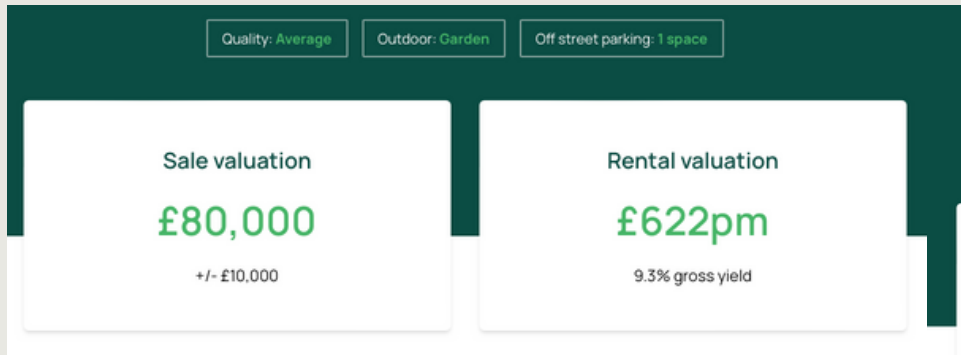 Quality: Average
Outdoor: Garden
Off street parking: 1 space
Sale valuation
£80,000
+/- £10,000
Rental valuation
£622pm
9.3% gross yield